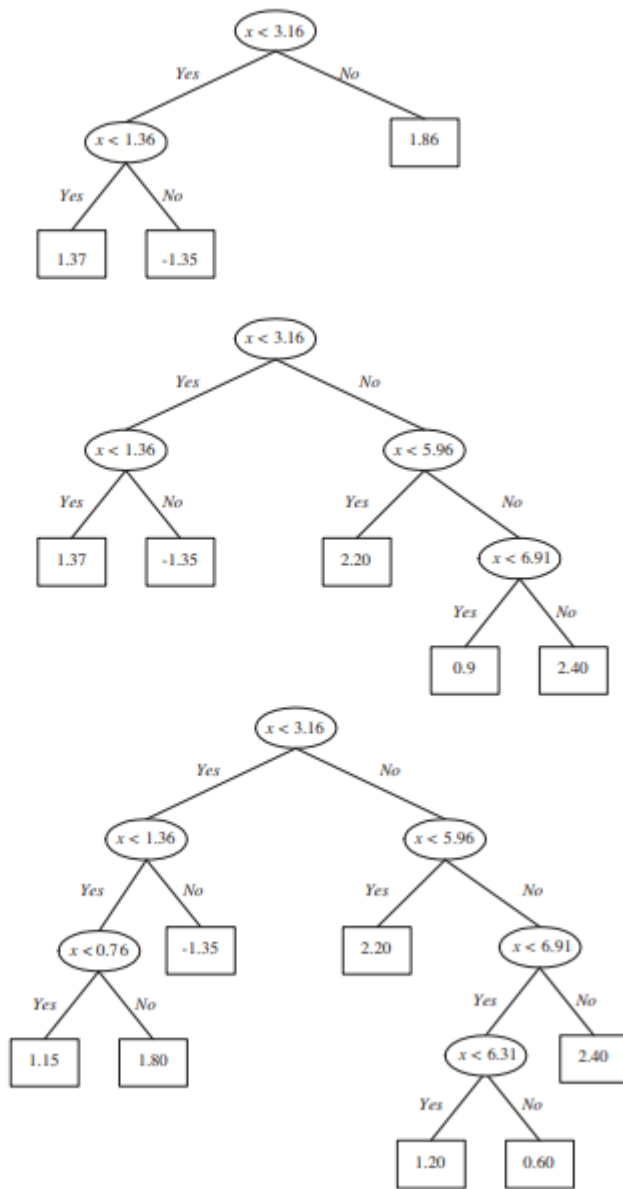 x < 3.16
Yes No
x < 1.36 1.86
Yes No
1.37 -1.35
x < 3.16
Yes No
x < 1.36 x < 5.96
Yes No Yes No
1.37 -1.35 2.20 x < 6.91
Yes No
0.9 2.40
x < 3.16
Yes No
x < 1.36 x < 5.96
Yes No Yes No
x < 0.76 -1.35 2.20 x < 6.91
Yes No Yes No
1.15 1.80 x < 6.31 2.40
Yes No
1.20 0.60